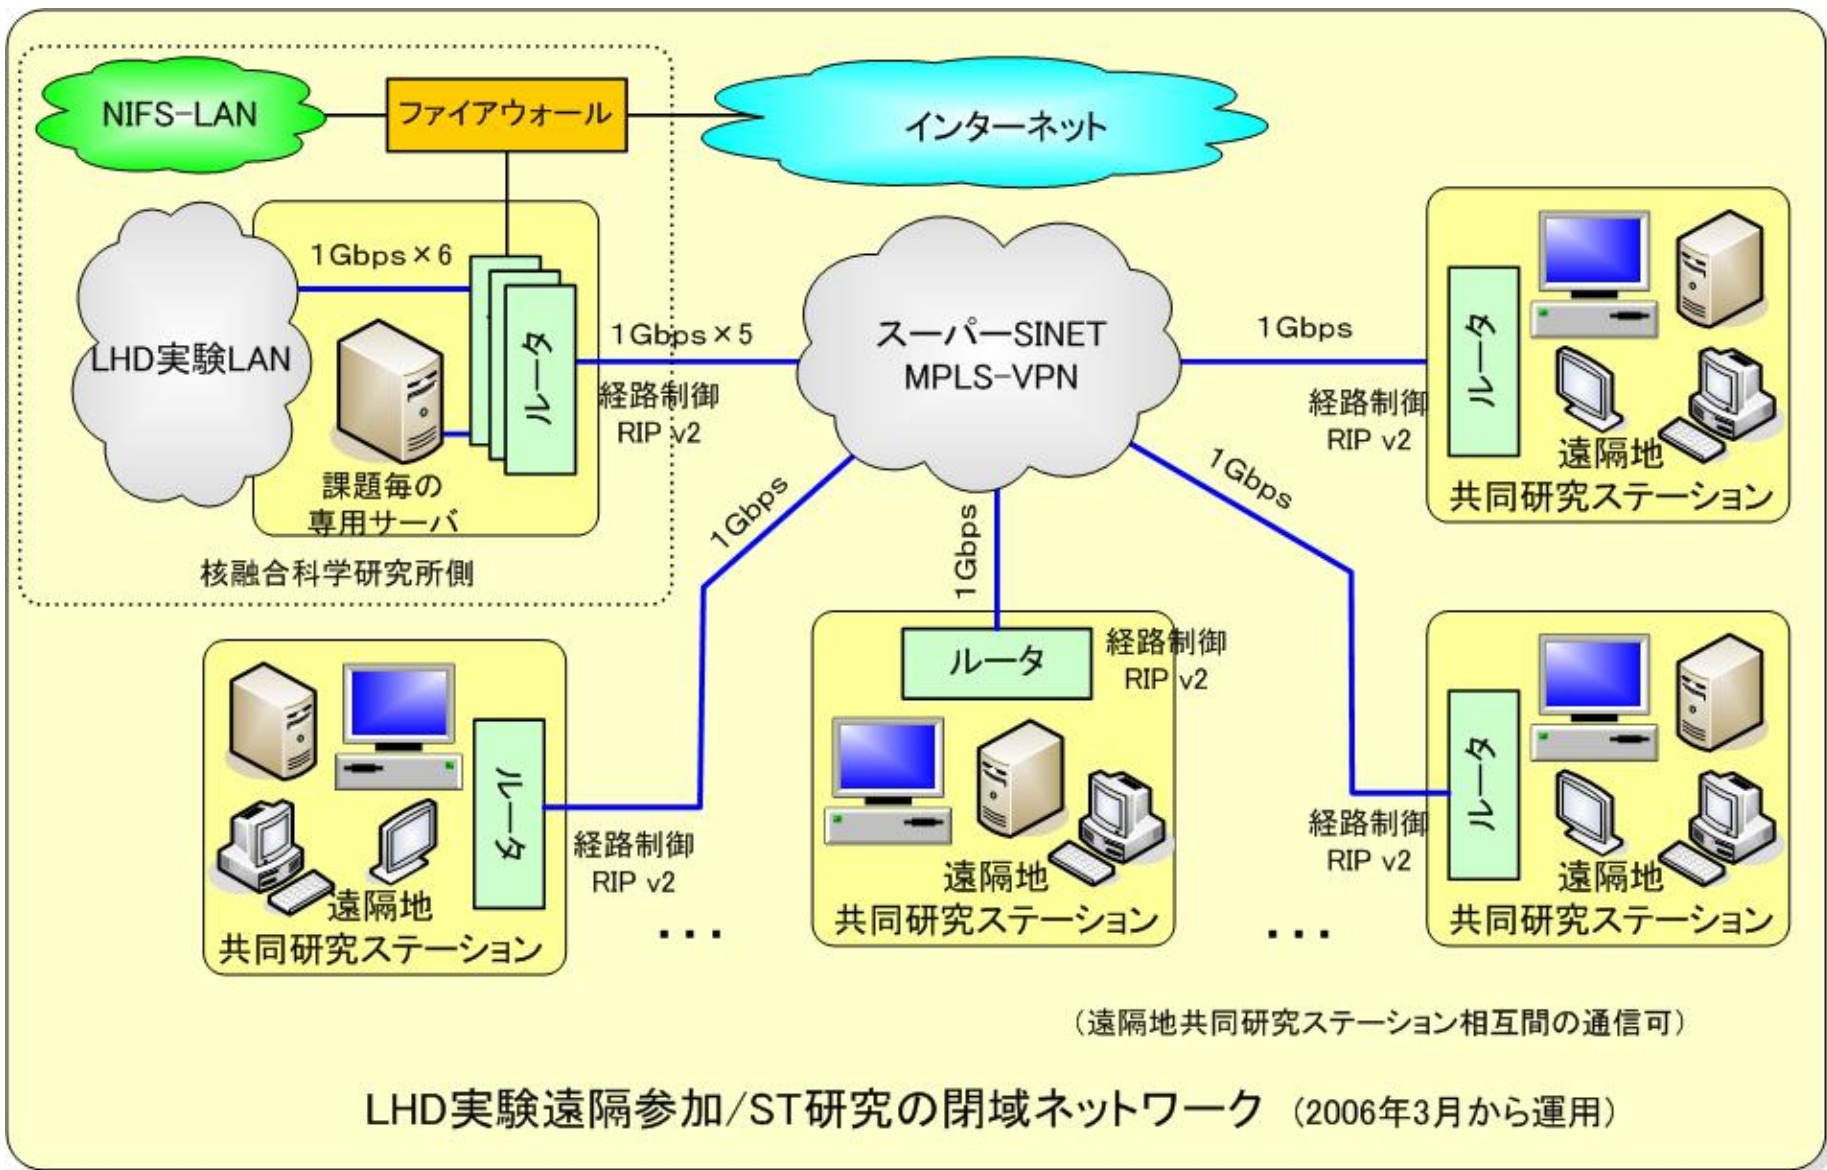 NIFS-LAN
ファイアウォール
インターネット
LHD実験LAN
1Gbps×6
ルータ
課題毎の
専用サーバ
核融合科学研究所側
1Gbps×5
経路制御
RIP v2
スーパーSINET
MPLS-VPN
1Gbps
経路制御
RIP v2
ルータ
遠隔地
共同研究ステーション
1Gbps
ルータ
経路制御
RIP v2
遠隔地
共同研究ステーション
...
1Gbps
ルータ
経路制御
RIP v2
遠隔地
共同研究ステーション
...
1Gbps
経路制御
RIP v2
ルータ
遠隔地
共同研究ステーション
（遠隔地共同研究ステーション相互間の通信可）
LHD実験遠隔参加/ST研究の閉域ネットワーク （2006年3月から運用）